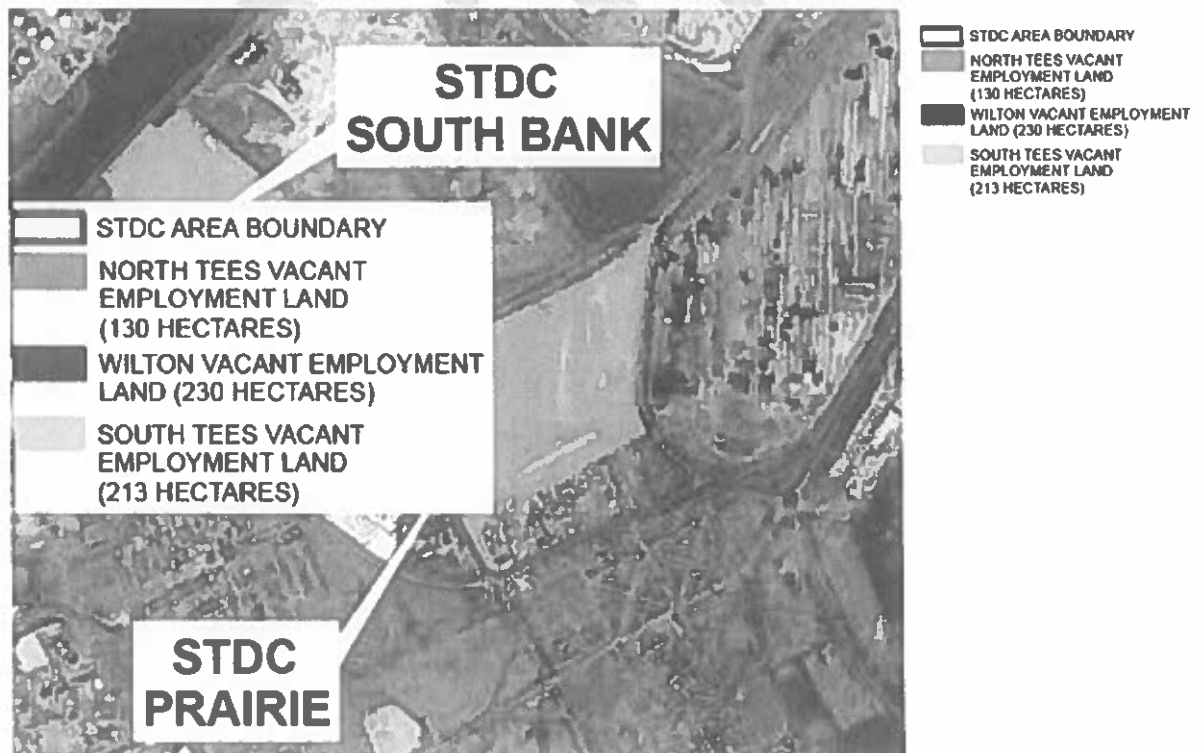 STDC
SOUTH BANK
STDC AREA BOUNDARY
NORTH TEES VACANT
EMPLOYMENT LAND
(130 HECTARES)
WILTON VACANT EMPLOYMENT
LAND (230 HECTARES)
SOUTH TEES VACANT
EMPLOYMENT LAND
(213 HECTARES)
STDC
PRAIRIE
STDC AREA BOUNDARY
NORTH TEES VACANT
EMPLOYMENT LAND
(130 HECTARES)
WILTON VACANT EMPLOYMENT
LAND (230 HECTARES)
SOUTH TEES VACANT
EMPLOYMENT LAND
(213 HECTARES)